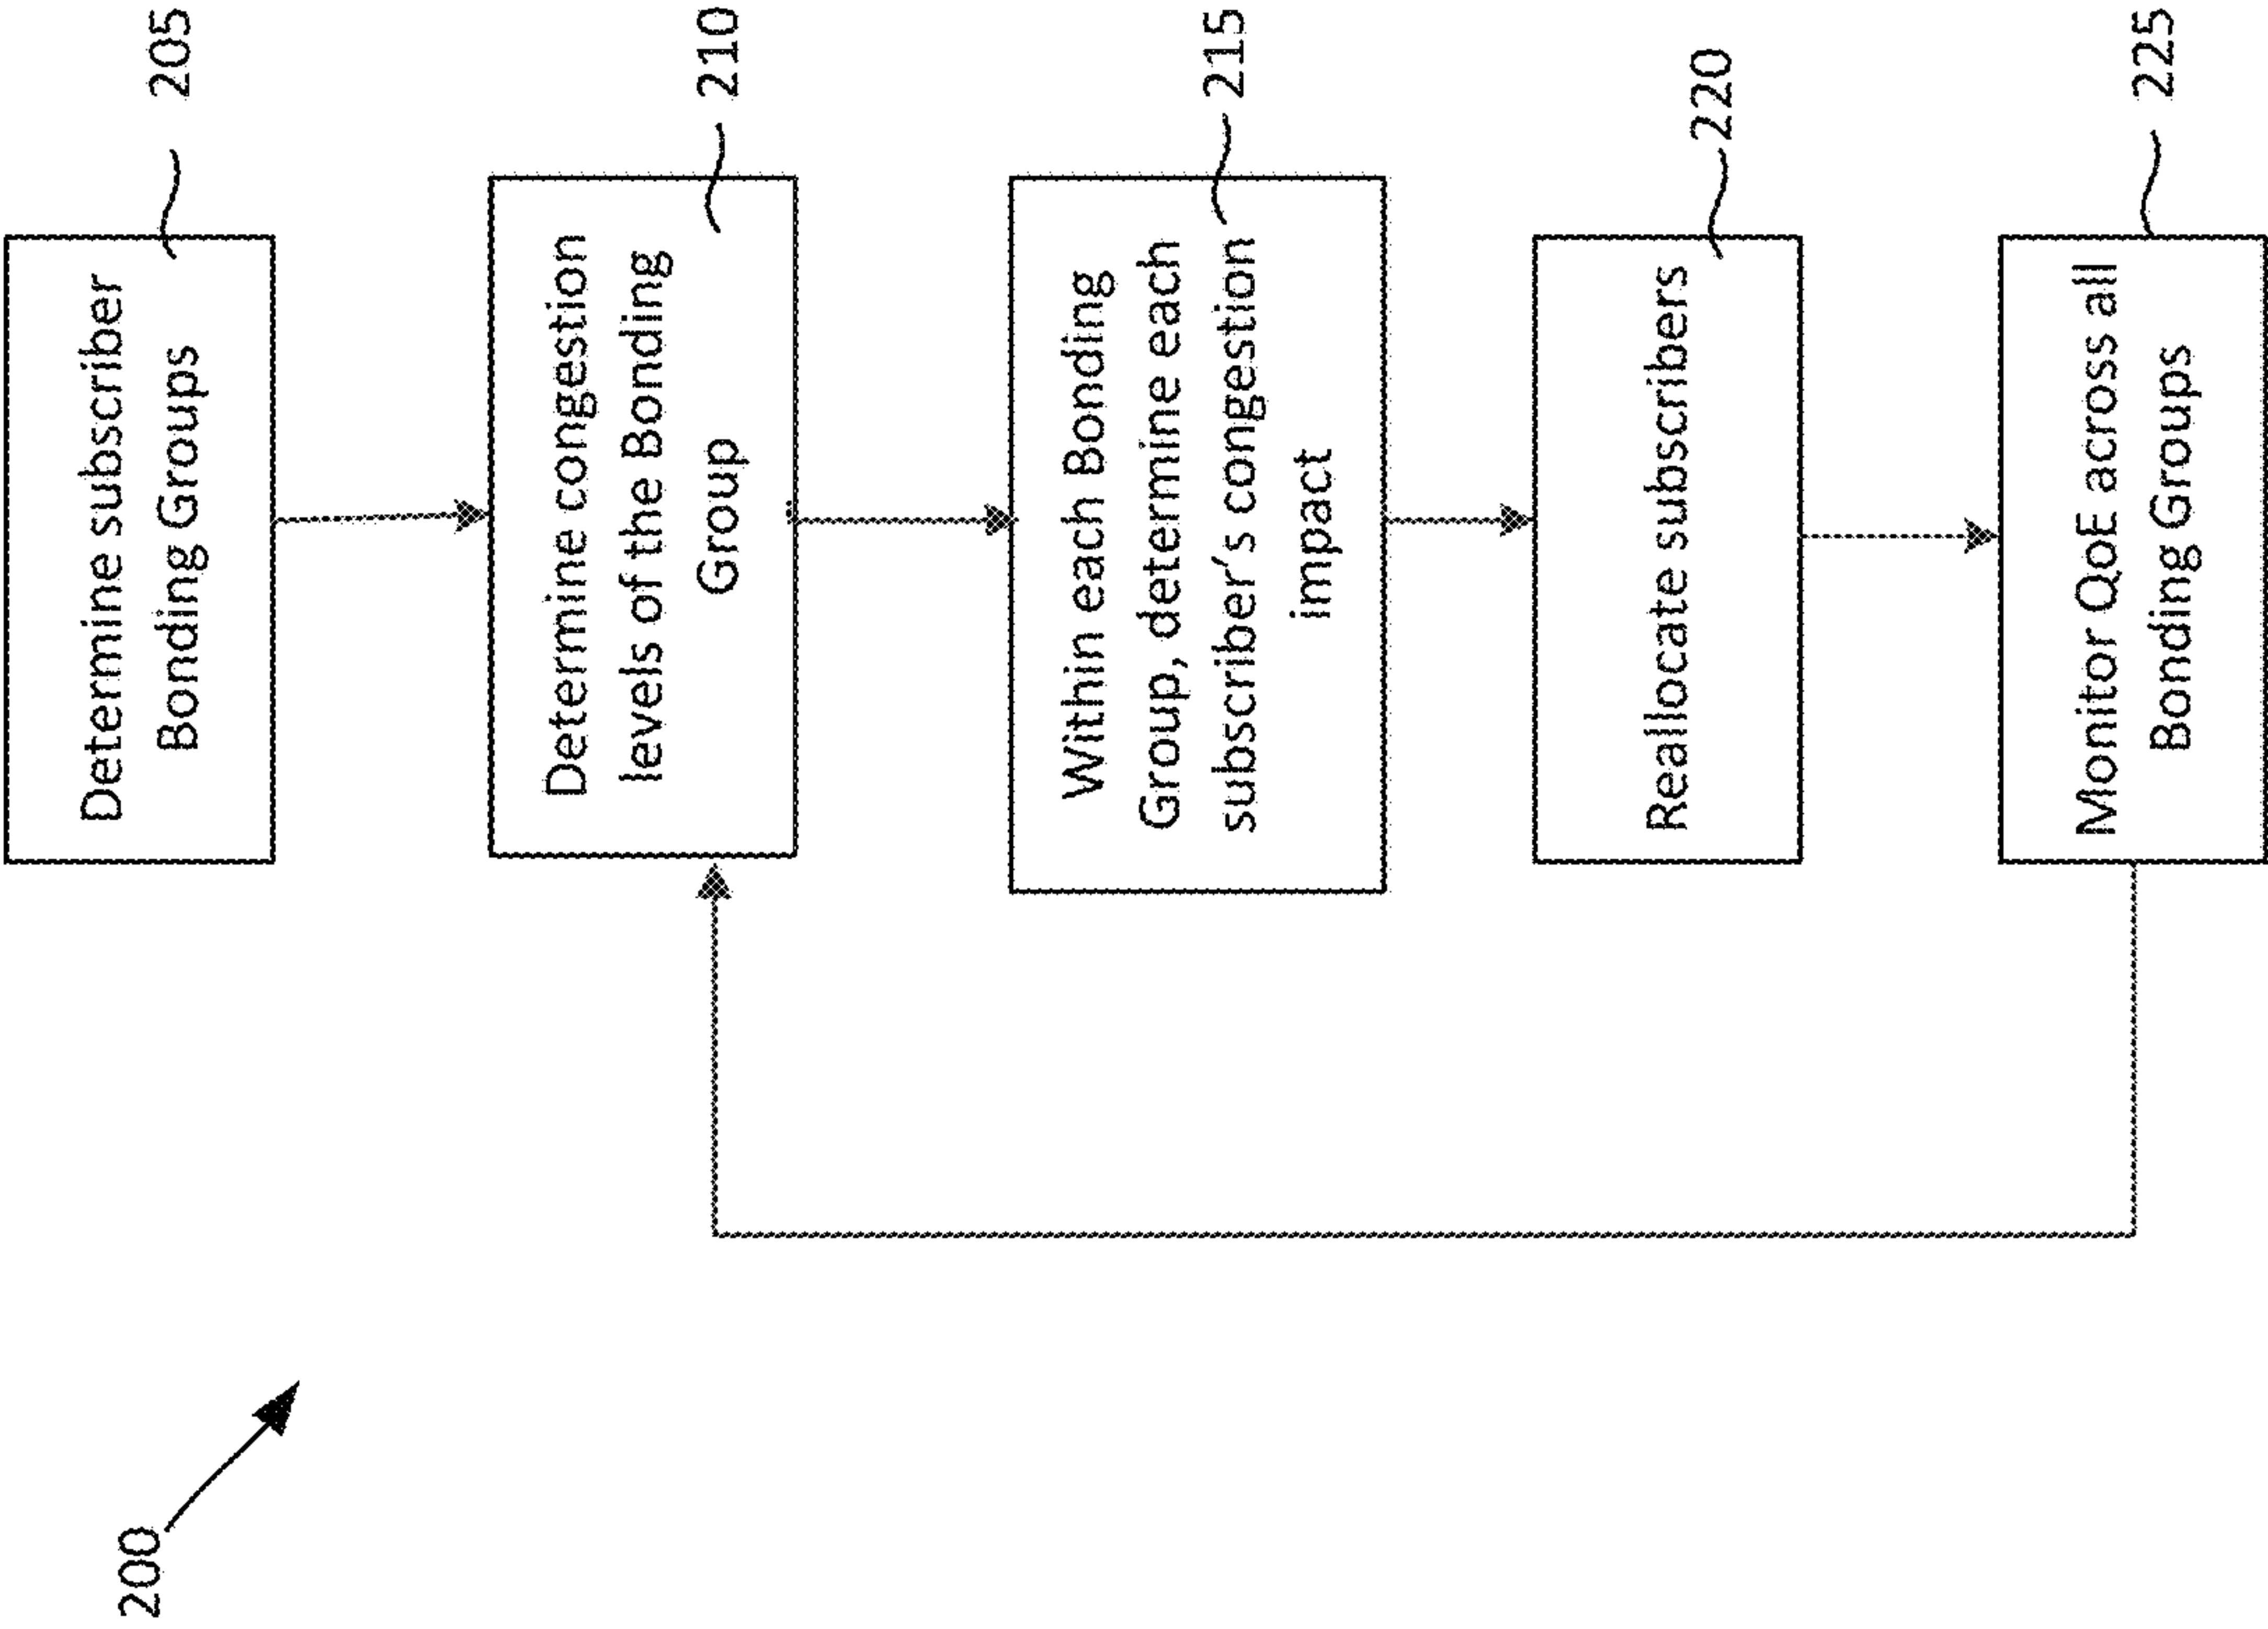 200
Determine subscriber
Bonding Groups
205
Determine congestion
levels of the Bonding
Group
210
Within each Bonding
Group, determine each
subscriber's congestion
impact
215
Reallocate subscribers
220
Monitor QoE across all
Bonding Groups
225